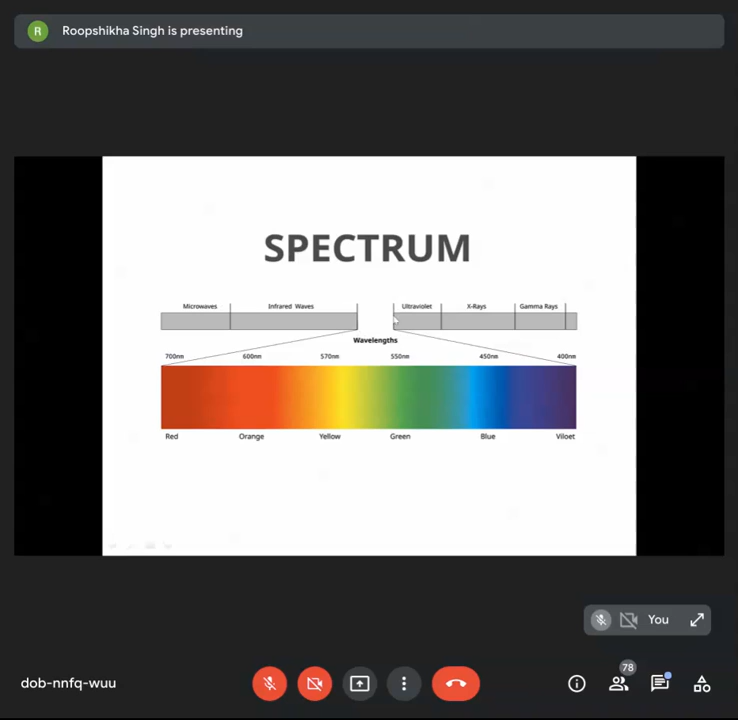 R Roopshikha Singh is presenting
SPECTRUM
Microwaves Infrared Waves Ultraviolet X-Rays Gamma Rays
Wavelengths
700nm 600nm 570nm 550nm 450nm 400nm
Red Orange Yellow Green Blue Viloet
You
78
dob-nnfq-wuu